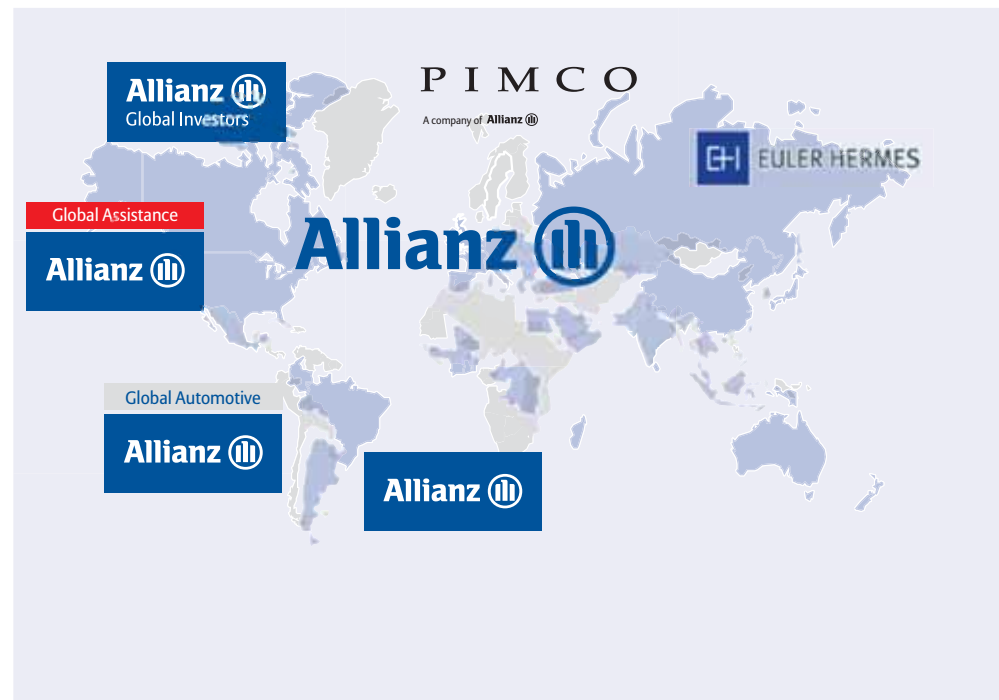 Allianz
Global Investors
PIMCO
A company of Allianz
EULER HERMES
Global Assistance
Allianz
Allianz
Global Automotive
Allianz
Allianz